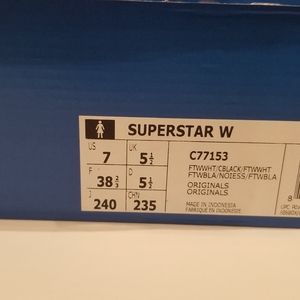 SUPERSTAR W
US UK
7 5½
F D
38⅔ 5½
J CHN
240 235
C77153
FTWWHT/CBLACK/FTWWHT
FTWBLA/NOIESS/FTWBLA
ORIGINALS
ORIGINALS
MADE IN INDONESIA
FABRIQUÉ EN INDONESIE